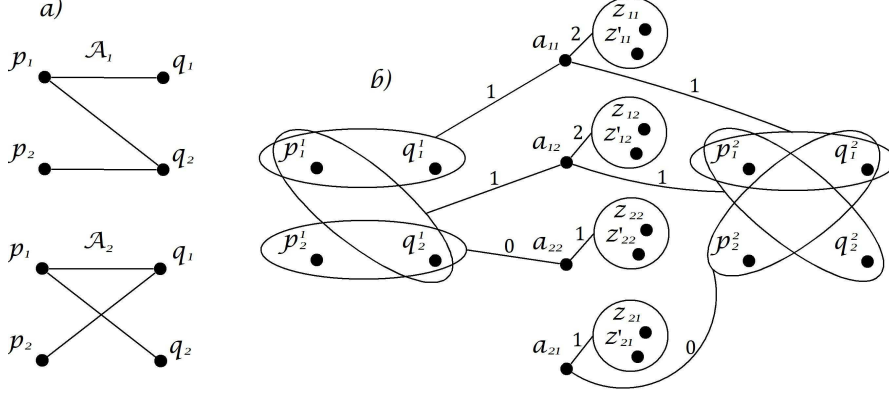 a)
p₁ 𝒜₁ q₁
p₂ q₂
p₁ 𝒜₂ q₁
p₂ q₂
b)
a₁₁ 2 z₁₁
z'₁₁
1 1
a₁₂ 2 z₁₂
z'₁₂
1 1
p₁¹ q₁¹
p₁² q₁²
a₂₂ 1 z₂₂
z'₂₂
0
p₂¹ q₂¹
p₂² q₂²
a₂₁ 1 z₂₁
z'₂₁
0